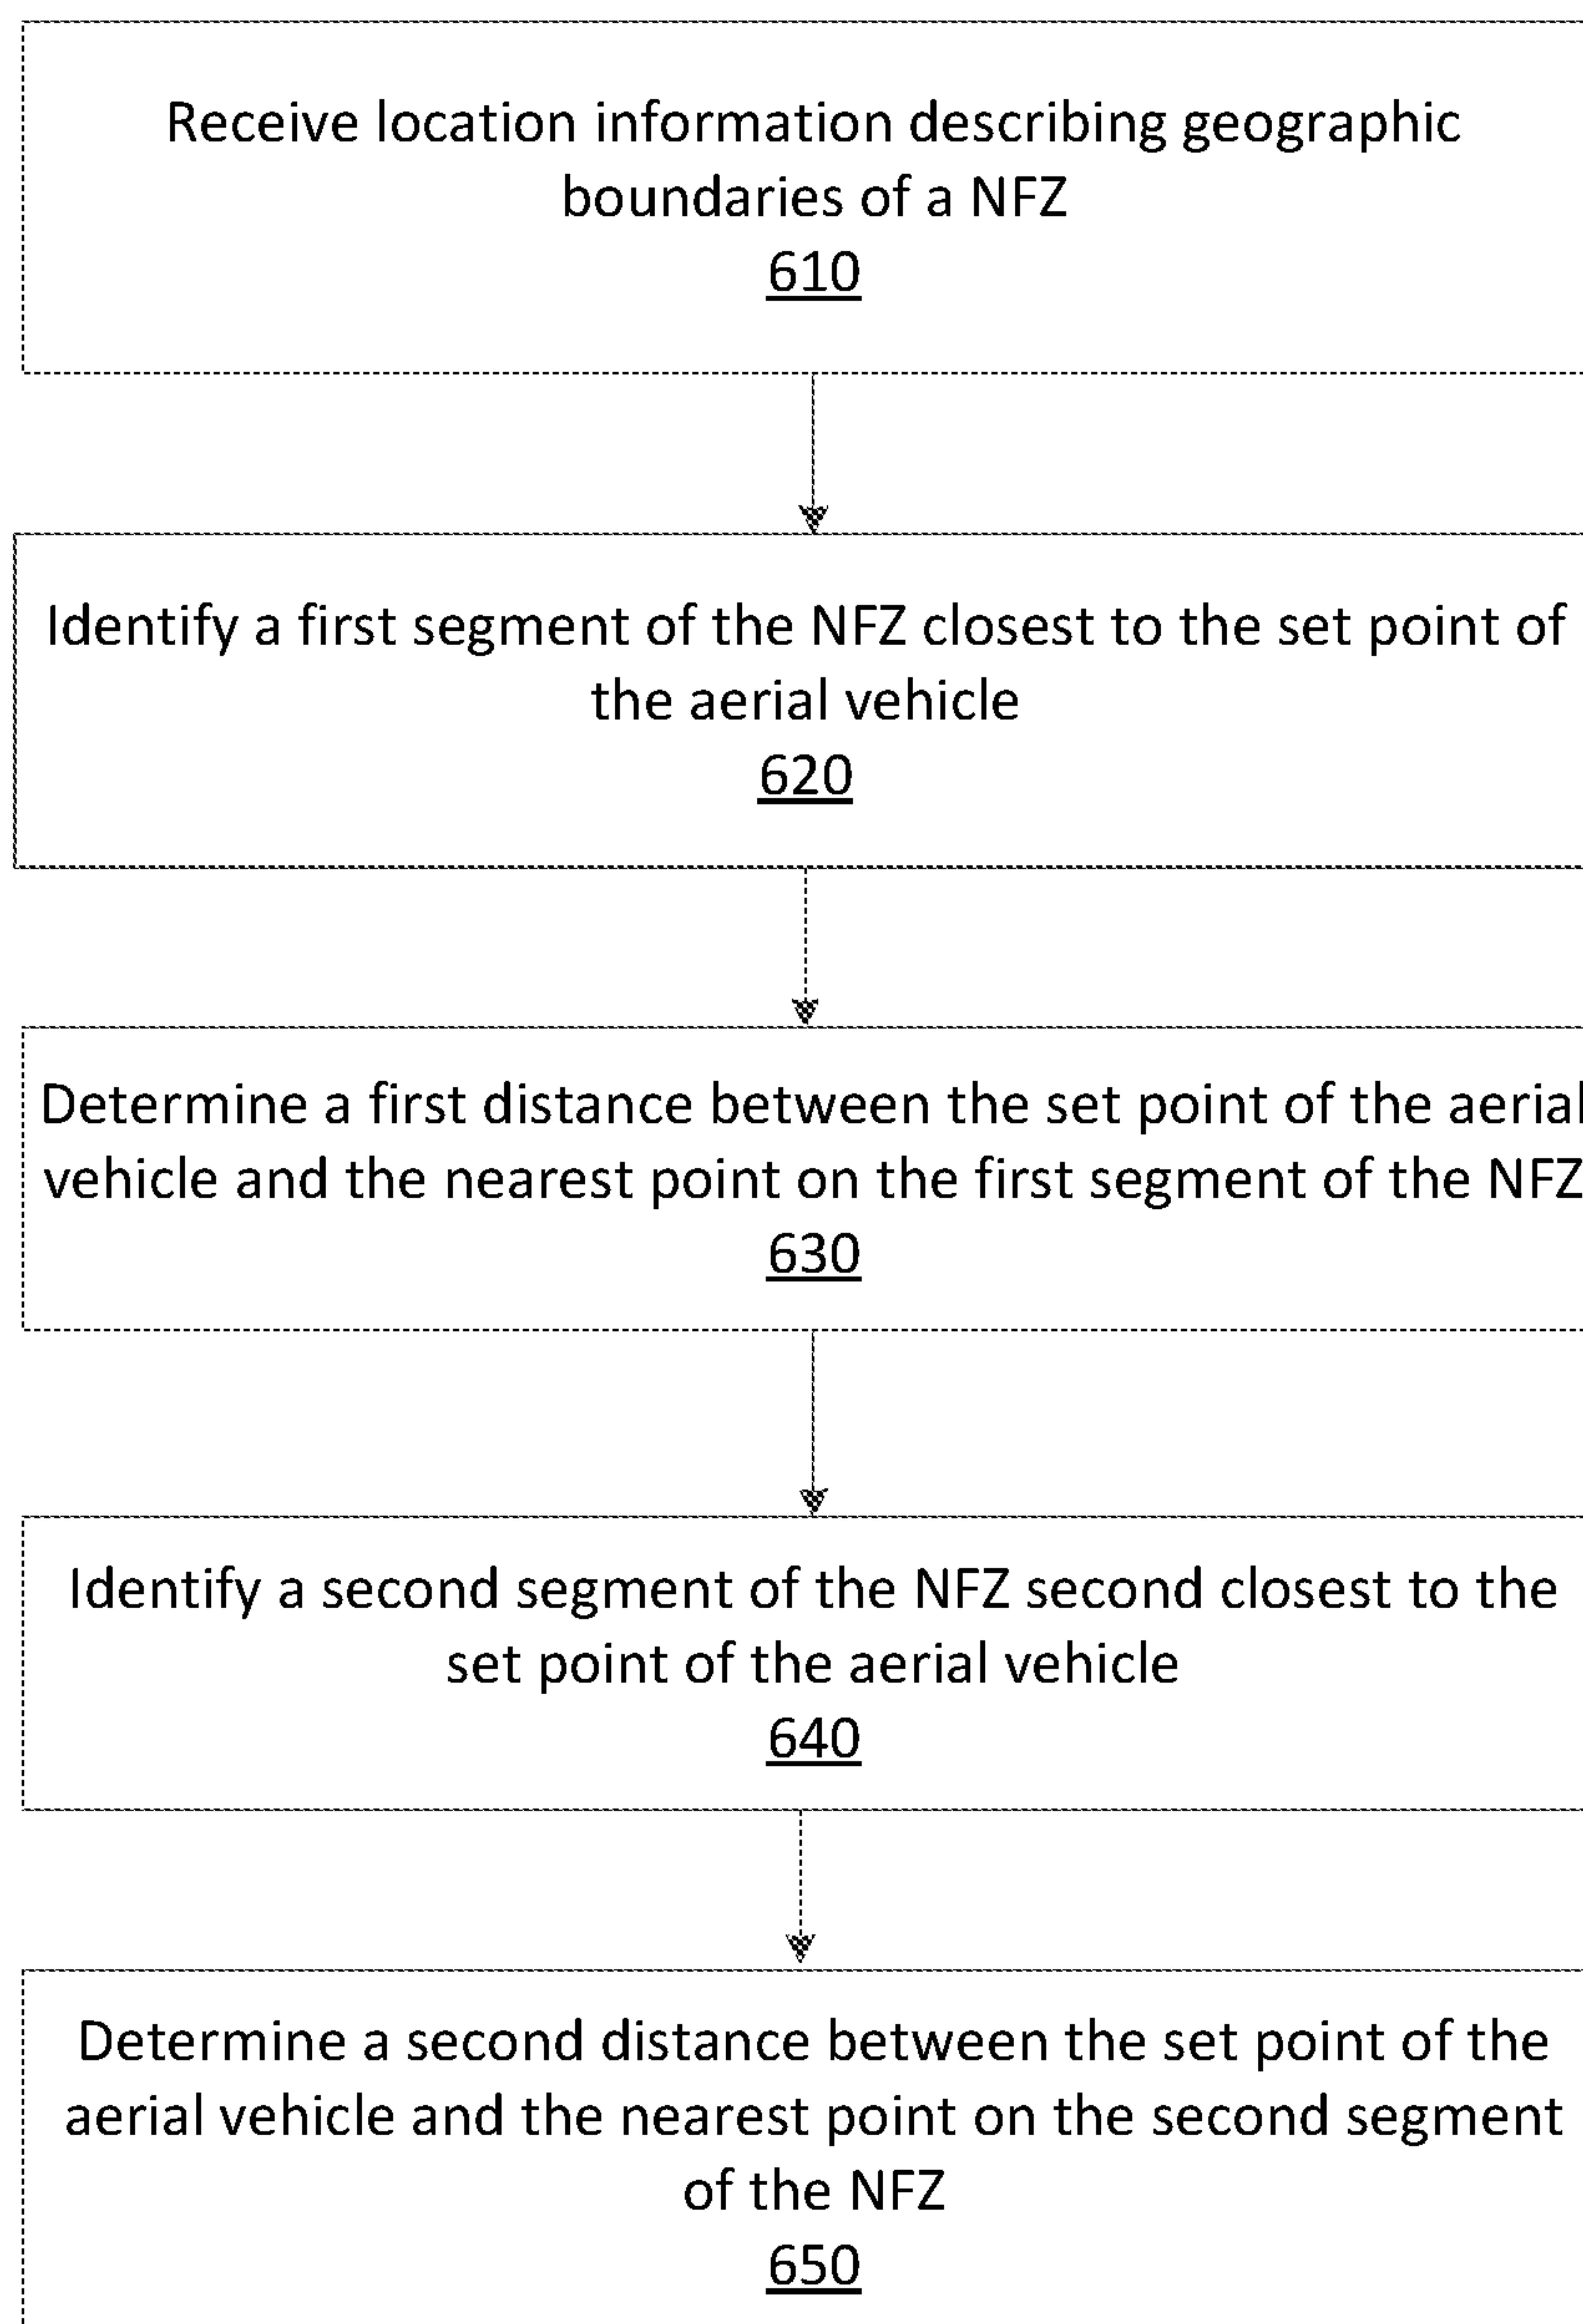 Receive location information describing geographic
boundaries of a NFZ
610
Identify a first segment of the NFZ closest to the set point of
the aerial vehicle
620
Determine a first distance between the set point of the aerial
vehicle and the nearest point on the first segment of the NFZ
630
Identify a second segment of the NFZ second closest to the
set point of the aerial vehicle
640
Determine a second distance between the set point of the
aerial vehicle and the nearest point on the second segment
of the NFZ
650